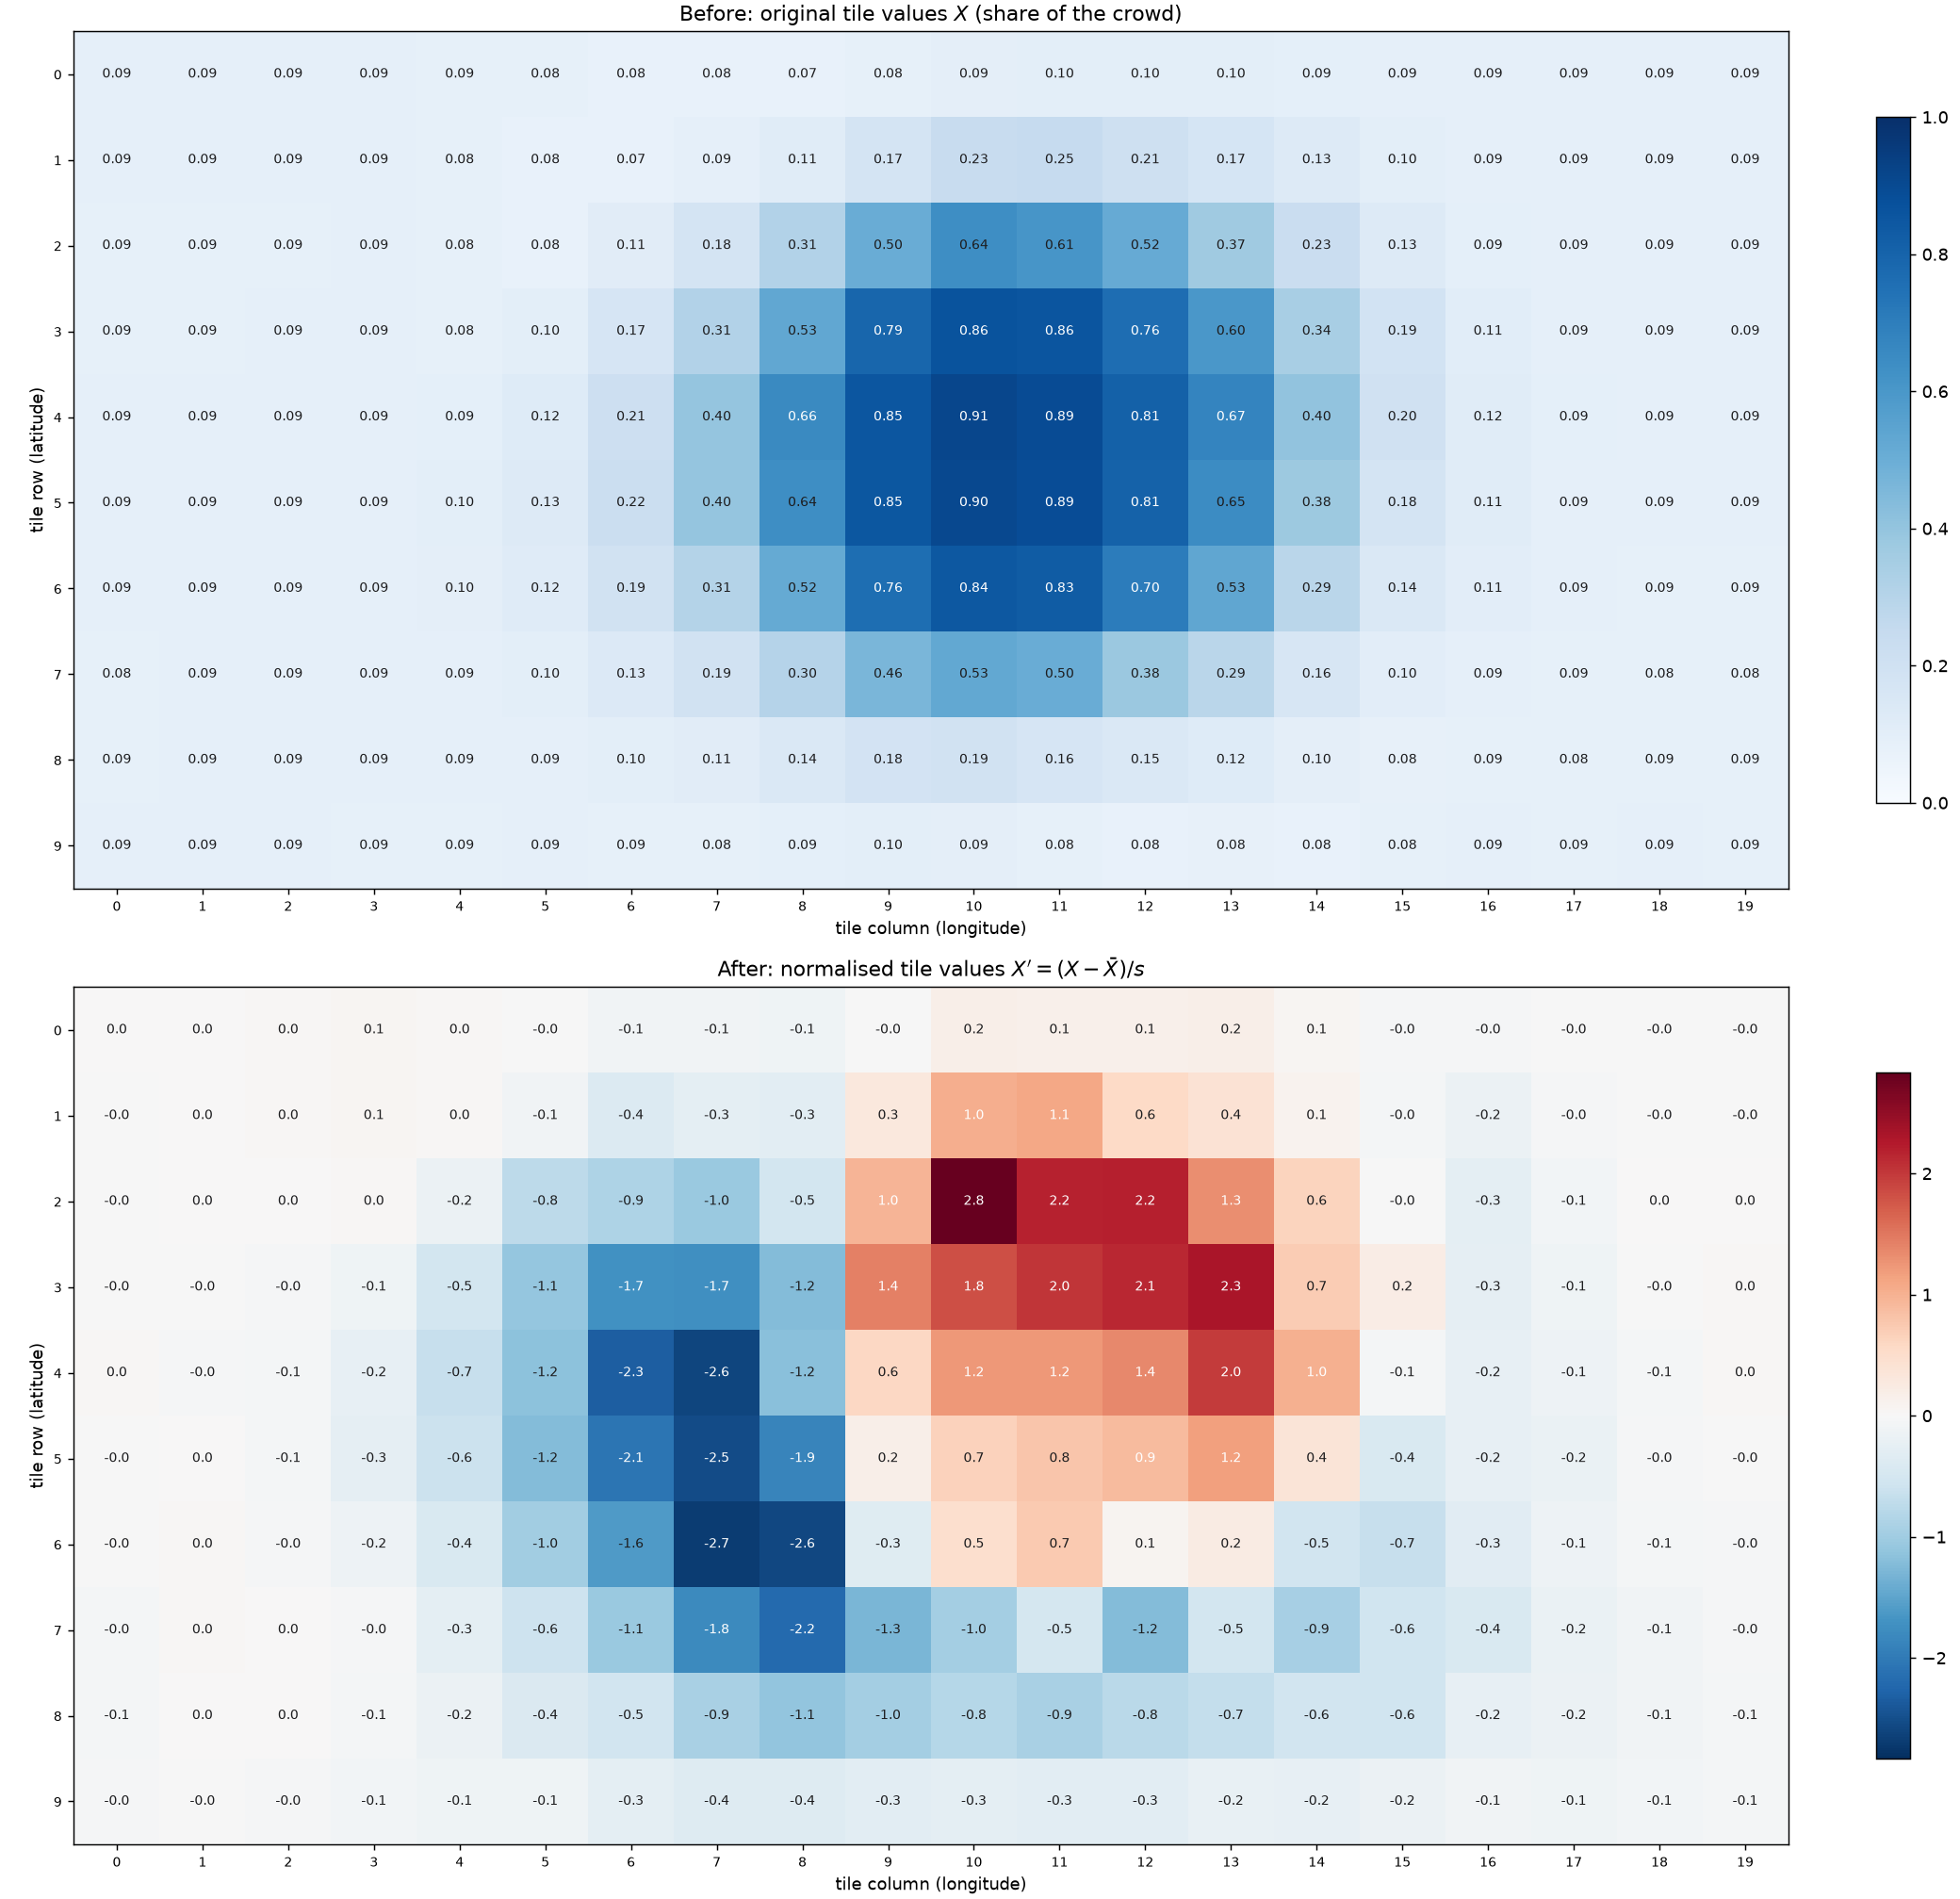 Before: original tile values X (share of the crowd)
0 0.09 0.09 0.09 0.09 0.09 0.08 0.08 0.08 0.07 0.08 0.09 0.10 0.10 0.10 0.09 0.09 0.09 0.09 0.09 0.09
1 0.09 0.09 0.09 0.09 0.08 0.08 0.07 0.09 0.11 0.17 0.23 0.25 0.21 0.17 0.13 0.10 0.09 0.09 0.09 0.09
2 0.09 0.09 0.09 0.09 0.08 0.08 0.11 0.18 0.31 0.50 0.64 0.61 0.52 0.37 0.23 0.13 0.09 0.09 0.09 0.09
3 0.09 0.09 0.09 0.09 0.08 0.10 0.17 0.31 0.53 0.79 0.86 0.86 0.76 0.60 0.34 0.19 0.11 0.09 0.09 0.09
4 0.09 0.09 0.09 0.09 0.09 0.12 0.21 0.40 0.66 0.85 0.91 0.89 0.81 0.67 0.40 0.20 0.12 0.09 0.09 0.09
5 0.09 0.09 0.09 0.09 0.10 0.13 0.22 0.40 0.64 0.85 0.90 0.89 0.81 0.65 0.38 0.18 0.11 0.09 0.09 0.09
6 0.09 0.09 0.09 0.09 0.10 0.12 0.19 0.31 0.52 0.76 0.84 0.83 0.70 0.53 0.29 0.14 0.11 0.09 0.09 0.09
7 0.08 0.09 0.09 0.09 0.09 0.10 0.13 0.19 0.30 0.46 0.53 0.50 0.38 0.29 0.16 0.10 0.09 0.09 0.08 0.08
8 0.09 0.09 0.09 0.09 0.09 0.09 0.10 0.11 0.14 0.18 0.19 0.16 0.15 0.12 0.10 0.08 0.09 0.08 0.09 0.09
9 0.09 0.09 0.09 0.09 0.09 0.09 0.09 0.08 0.09 0.10 0.09 0.08 0.08 0.08 0.08 0.08 0.09 0.09 0.09 0.09
0 1 2 3 4 5 6 7 8 9 10 11 12 13 14 15 16 17 18 19
tile column (longitude)
tile row (latitude)
1.0
0.8
0.6
0.4
0.2
0.0
After: normalised tile values X′ = (X − X̄)/s
0 0.0 0.0 0.0 0.1 0.0 -0.0 -0.1 -0.1 -0.1 -0.0 0.2 0.1 0.1 0.2 0.1 -0.0 -0.0 -0.0 -0.0 -0.0
1 -0.0 0.0 0.0 0.1 0.0 -0.1 -0.4 -0.3 -0.3 0.3 1.0 1.1 0.6 0.4 0.1 -0.0 -0.2 -0.0 -0.0 -0.0
2 -0.0 0.0 0.0 0.0 -0.2 -0.8 -0.9 -1.0 -0.5 1.0 2.8 2.2 2.2 1.3 0.6 -0.0 -0.3 -0.1 0.0 0.0
3 -0.0 -0.0 -0.0 -0.1 -0.5 -1.1 -1.7 -1.7 -1.2 1.4 1.8 2.0 2.1 2.3 0.7 0.2 -0.3 -0.1 -0.0 0.0
4 0.0 -0.0 -0.1 -0.2 -0.7 -1.2 -2.3 -2.6 -1.2 0.6 1.2 1.2 1.4 2.0 1.0 -0.1 -0.2 -0.1 -0.1 0.0
5 -0.0 0.0 -0.1 -0.3 -0.6 -1.2 -2.1 -2.5 -1.9 0.2 0.7 0.8 0.9 1.2 0.4 -0.4 -0.2 -0.2 -0.0 -0.0
6 -0.0 0.0 -0.0 -0.2 -0.4 -1.0 -1.6 -2.7 -2.6 -0.3 0.5 0.7 0.1 0.2 -0.5 -0.7 -0.3 -0.1 -0.1 -0.0
7 -0.0 0.0 0.0 -0.0 -0.3 -0.6 -1.1 -1.8 -2.2 -1.3 -1.0 -0.5 -1.2 -0.5 -0.9 -0.6 -0.4 -0.2 -0.1 -0.0
8 -0.1 0.0 0.0 -0.1 -0.2 -0.4 -0.5 -0.9 -1.1 -1.0 -0.8 -0.9 -0.8 -0.7 -0.6 -0.6 -0.2 -0.2 -0.1 -0.1
9 -0.0 -0.0 -0.0 -0.1 -0.1 -0.1 -0.3 -0.4 -0.4 -0.3 -0.3 -0.3 -0.3 -0.2 -0.2 -0.2 -0.1 -0.1 -0.1 -0.1
0 1 2 3 4 5 6 7 8 9 10 11 12 13 14 15 16 17 18 19
tile column (longitude)
tile row (latitude)
2
1
0
−1
−2